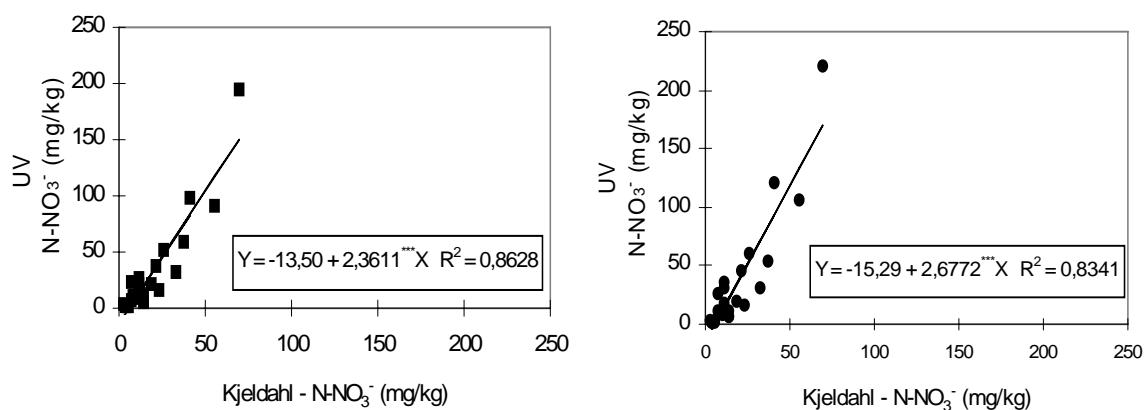 250
200
150
100
50
0
UV
N-NO₃⁻ (mg/kg)
Y = -13,50 + 2,3611***X R² = 0,8628
0 50 100 150 200 250
Kjeldahl - N-NO₃⁻ (mg/kg)
250
200
150
100
50
0
UV
N-NO₃⁻ (mg/kg)
Y = -15,29 + 2,6772***X R² = 0,8341
0 50 100 150 200 250
Kjeldahl - N-NO₃⁻ (mg/kg)